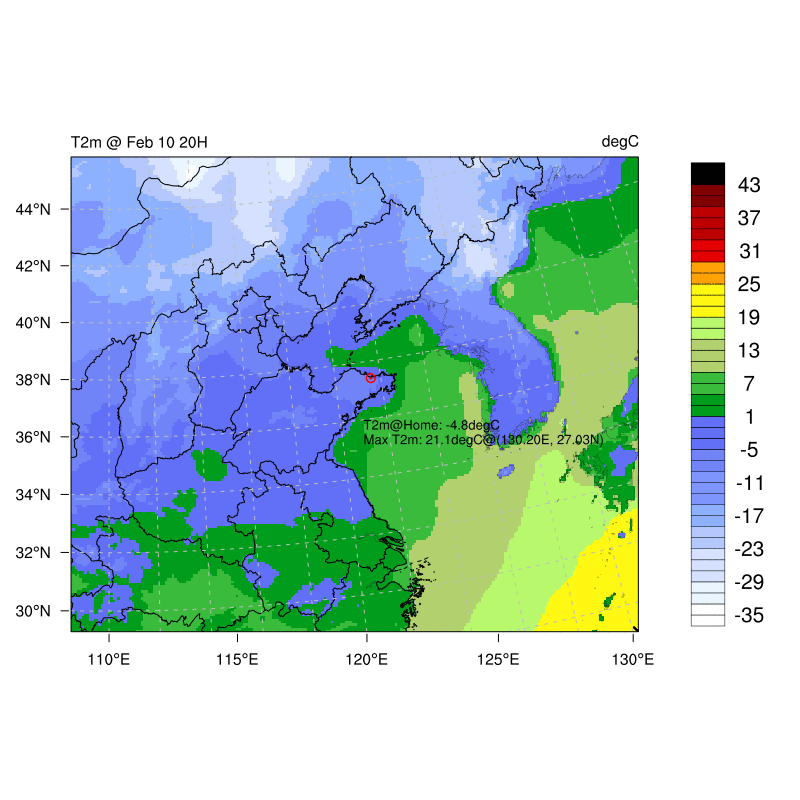 T2m @ Feb 10 20H
degC
44°N
42°N
40°N
38°N
36°N
34°N
32°N
30°N
T2m@Home: -4.8degC
Max T2m: 21.1degC@(130.20E, 27.03N)
110°E
115°E
120°E
125°E
130°E
43
37
31
25
19
13
7
1
-5
-11
-17
-23
-29
-35